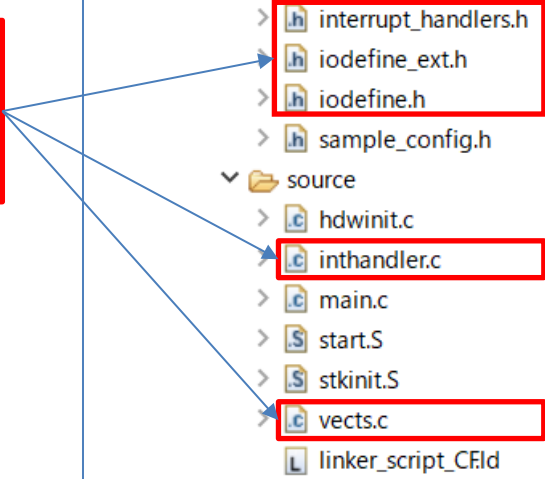 interrupt_handlers.h
iodefine_ext.h
iodefine.h
sample_config.h
source
hdwinit.c
inthandler.c
main.c
start.S
stkinit.S
vects.c
linker_script_CF.ld